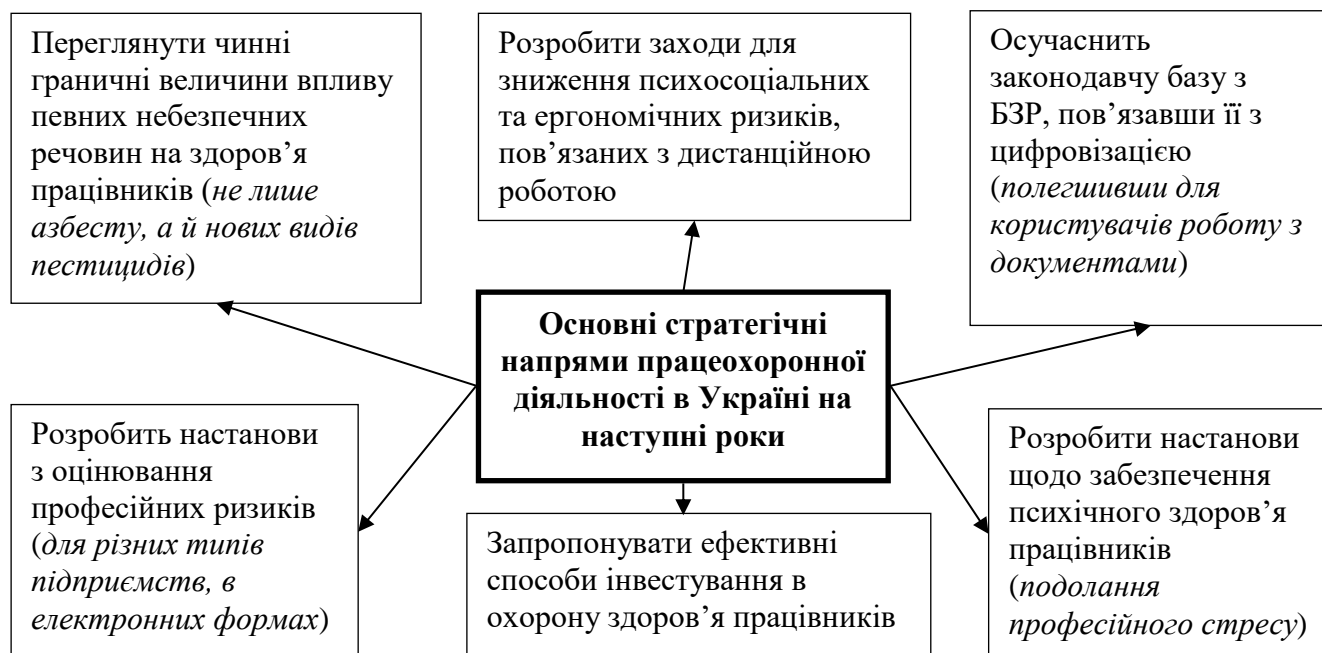 Переглянути чинні
граничні величини впливу
певних небезпечних
речовин на здоров’я
працівників (не лише
азбесту, а й нових видів
пестицидів)
Розробити заходи для
зниження психосоціальних
та ергономічних ризиків,
пов’язаних з дистанційною
роботою
Осучаснить
законодавчу базу з
БЗР, пов’язавши її з
цифровізацією
(полегшивши для
користувачів роботу з
документами)
Основні стратегічні
напрями працеохоронної
діяльності в Україні на
наступні роки
Розробить настанови
з оцінювання
професійних ризиків
(для різних типів
підприємств, в
електронних формах)
Запропонувати ефективні
способи інвестування в
охорону здоров’я працівників
Розробити настанови
щодо забезпечення
психічного здоров’я
працівників
(подолання
професійного стресу)